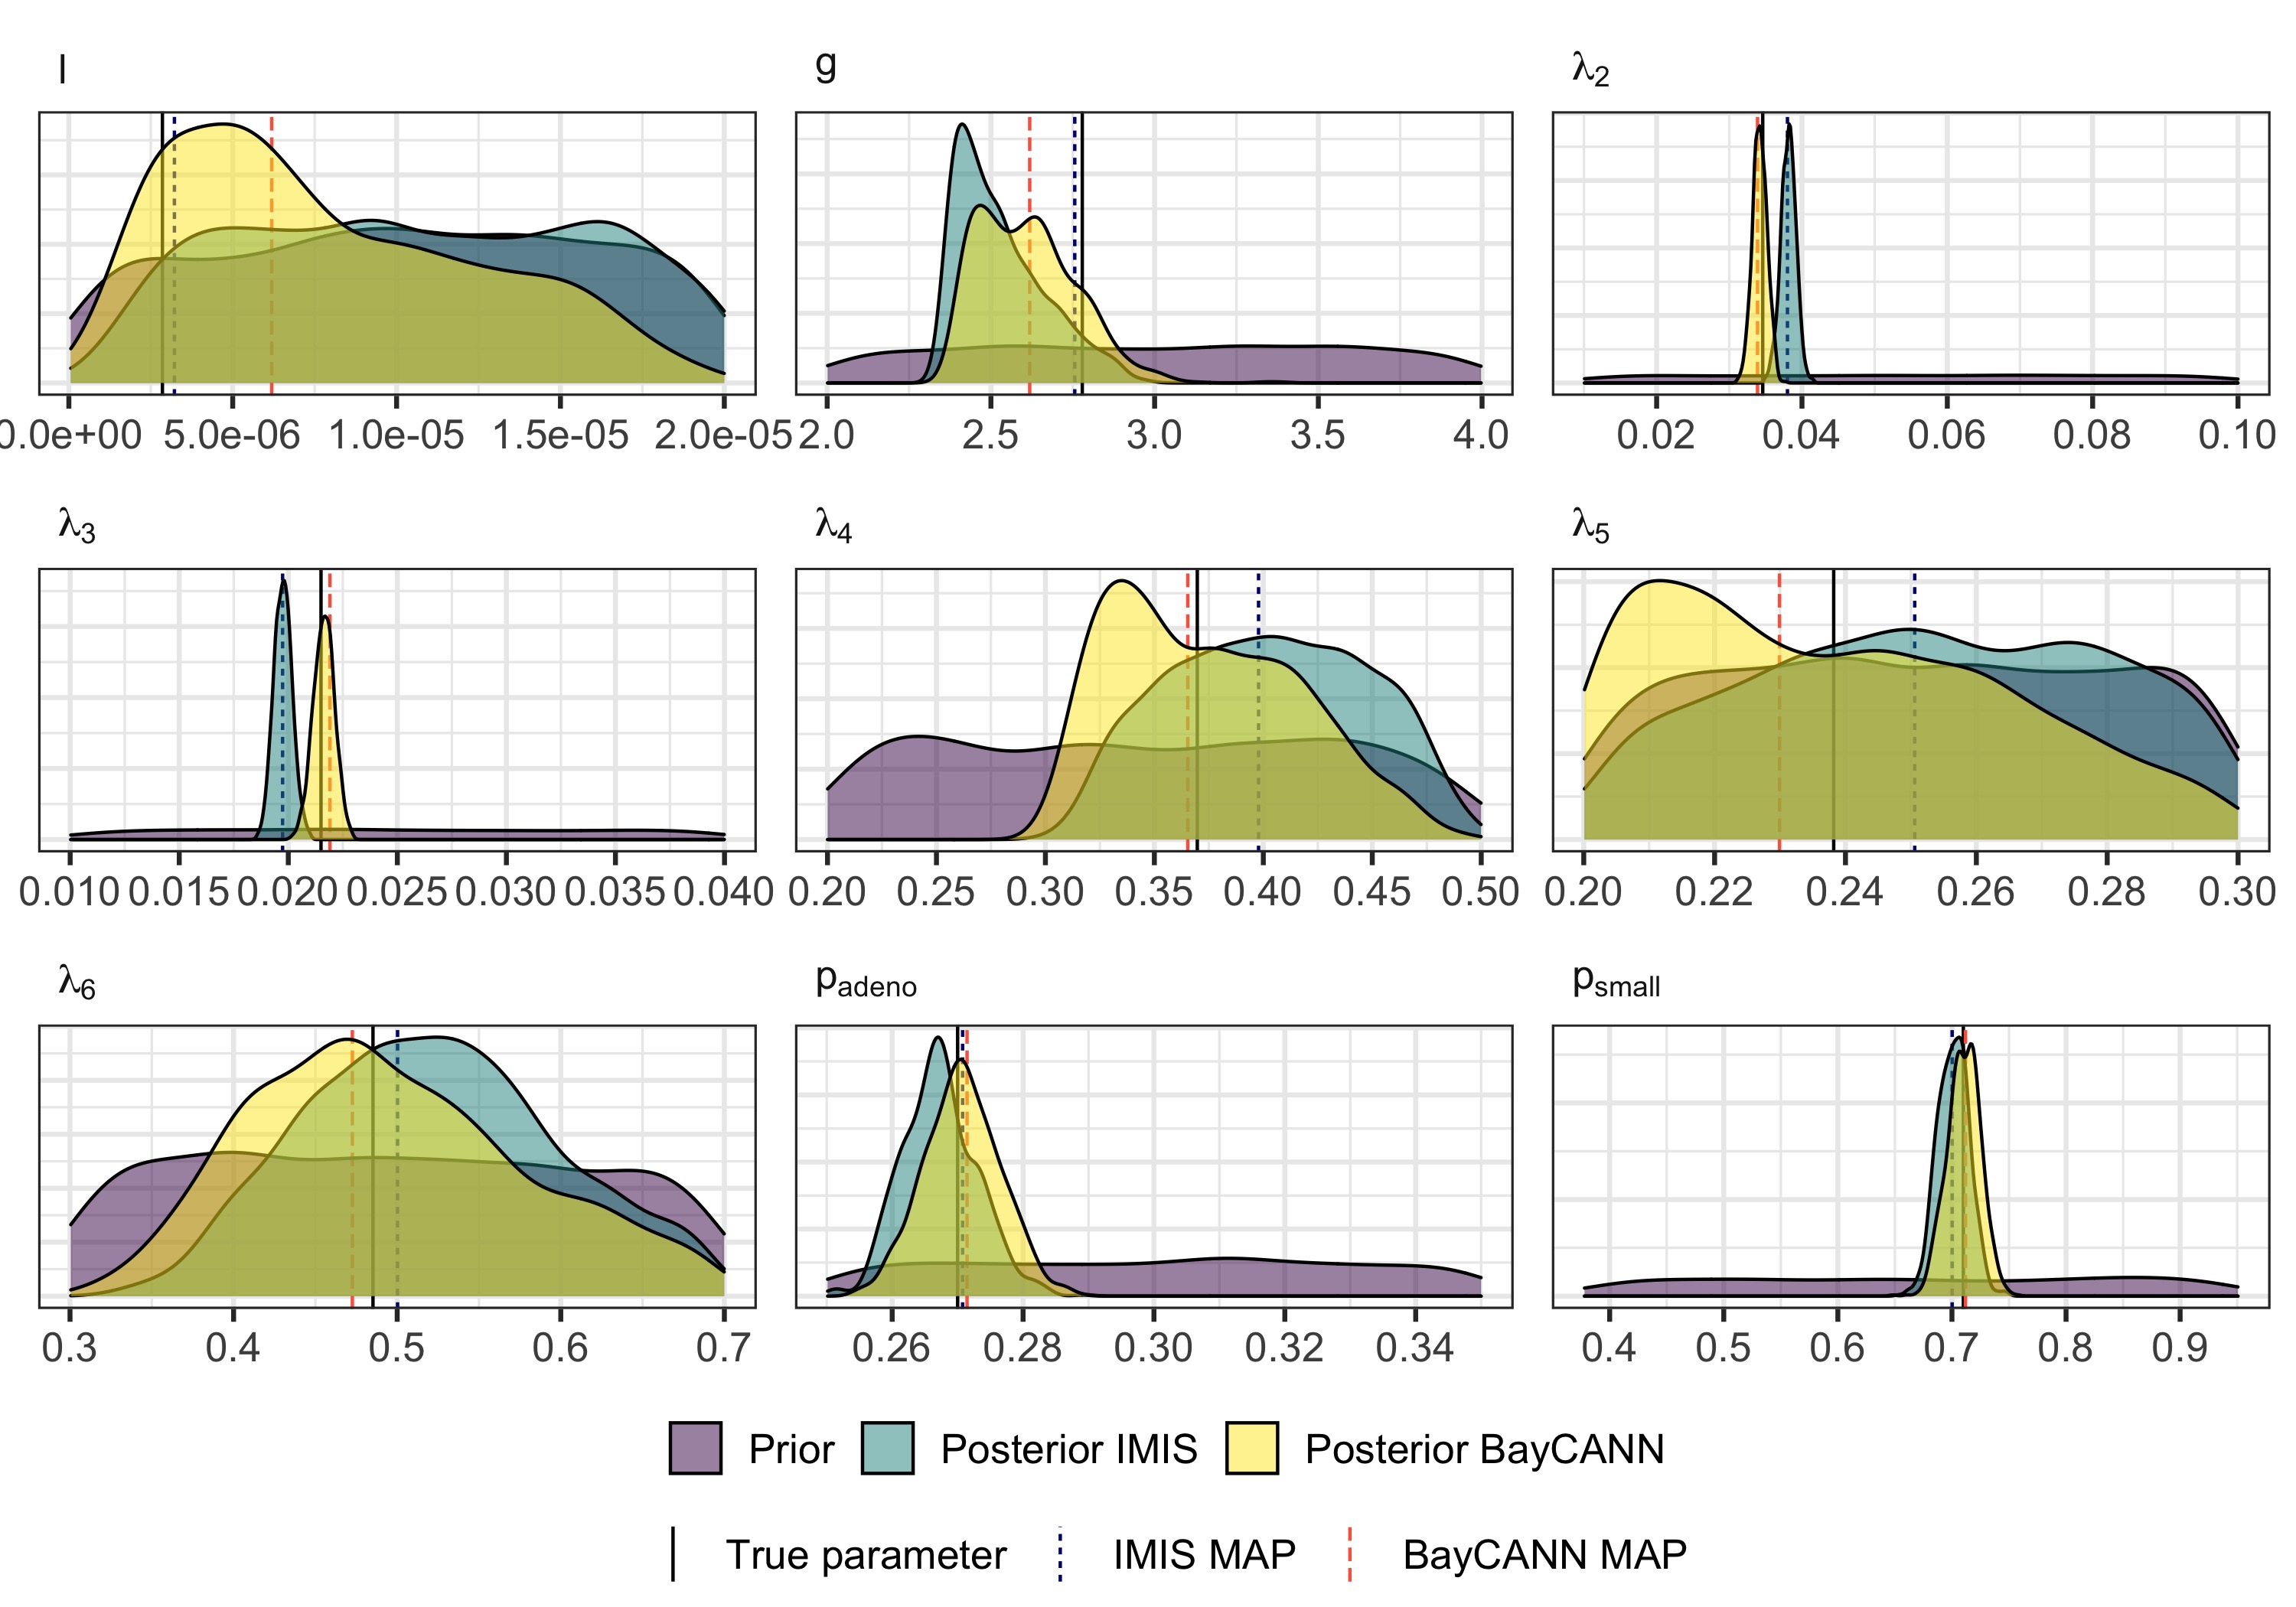 l g λ2
0.0e+00 5.0e-06 1.0e-05 1.5e-05 2.0e-05 2.0 2.5 3.0 3.5 4.0 0.02 0.04 0.06 0.08 0.10
λ3 λ4 λ5
0.010 0.015 0.020 0.025 0.030 0.035 0.040 0.20 0.25 0.30 0.35 0.40 0.45 0.50 0.20 0.22 0.24 0.26 0.28 0.30
λ6 padeno psmall
0.3 0.4 0.5 0.6 0.7 0.26 0.28 0.30 0.32 0.34 0.4 0.5 0.6 0.7 0.8 0.9
Prior Posterior IMIS Posterior BayCANN
True parameter IMIS MAP BayCANN MAP